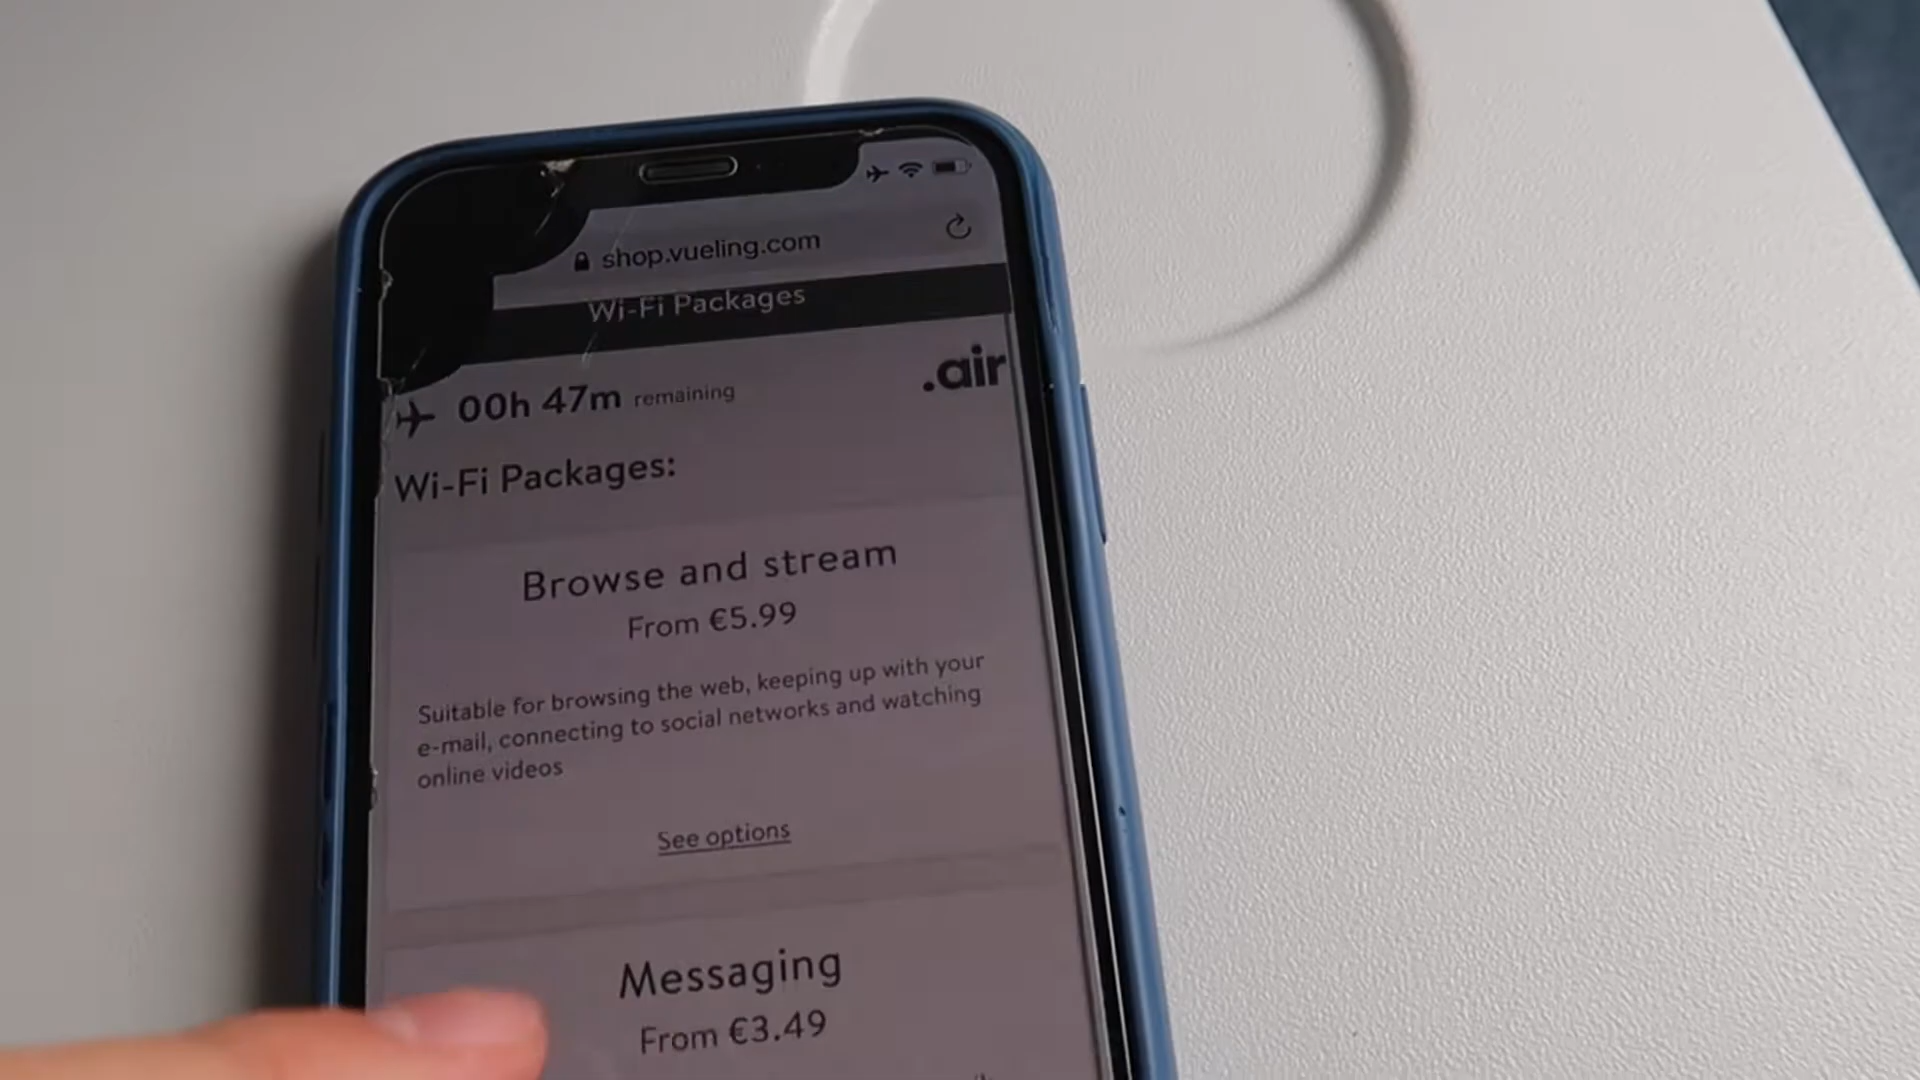 shop.vueling.com
Wi-Fi Packages
00h 47m remaining
.air
Wi-Fi Packages:
Browse and stream
From €5.99
Suitable for browsing the web, keeping up with your
e-mail, connecting to social networks and watching
online videos
See options
Messaging
From €3.49